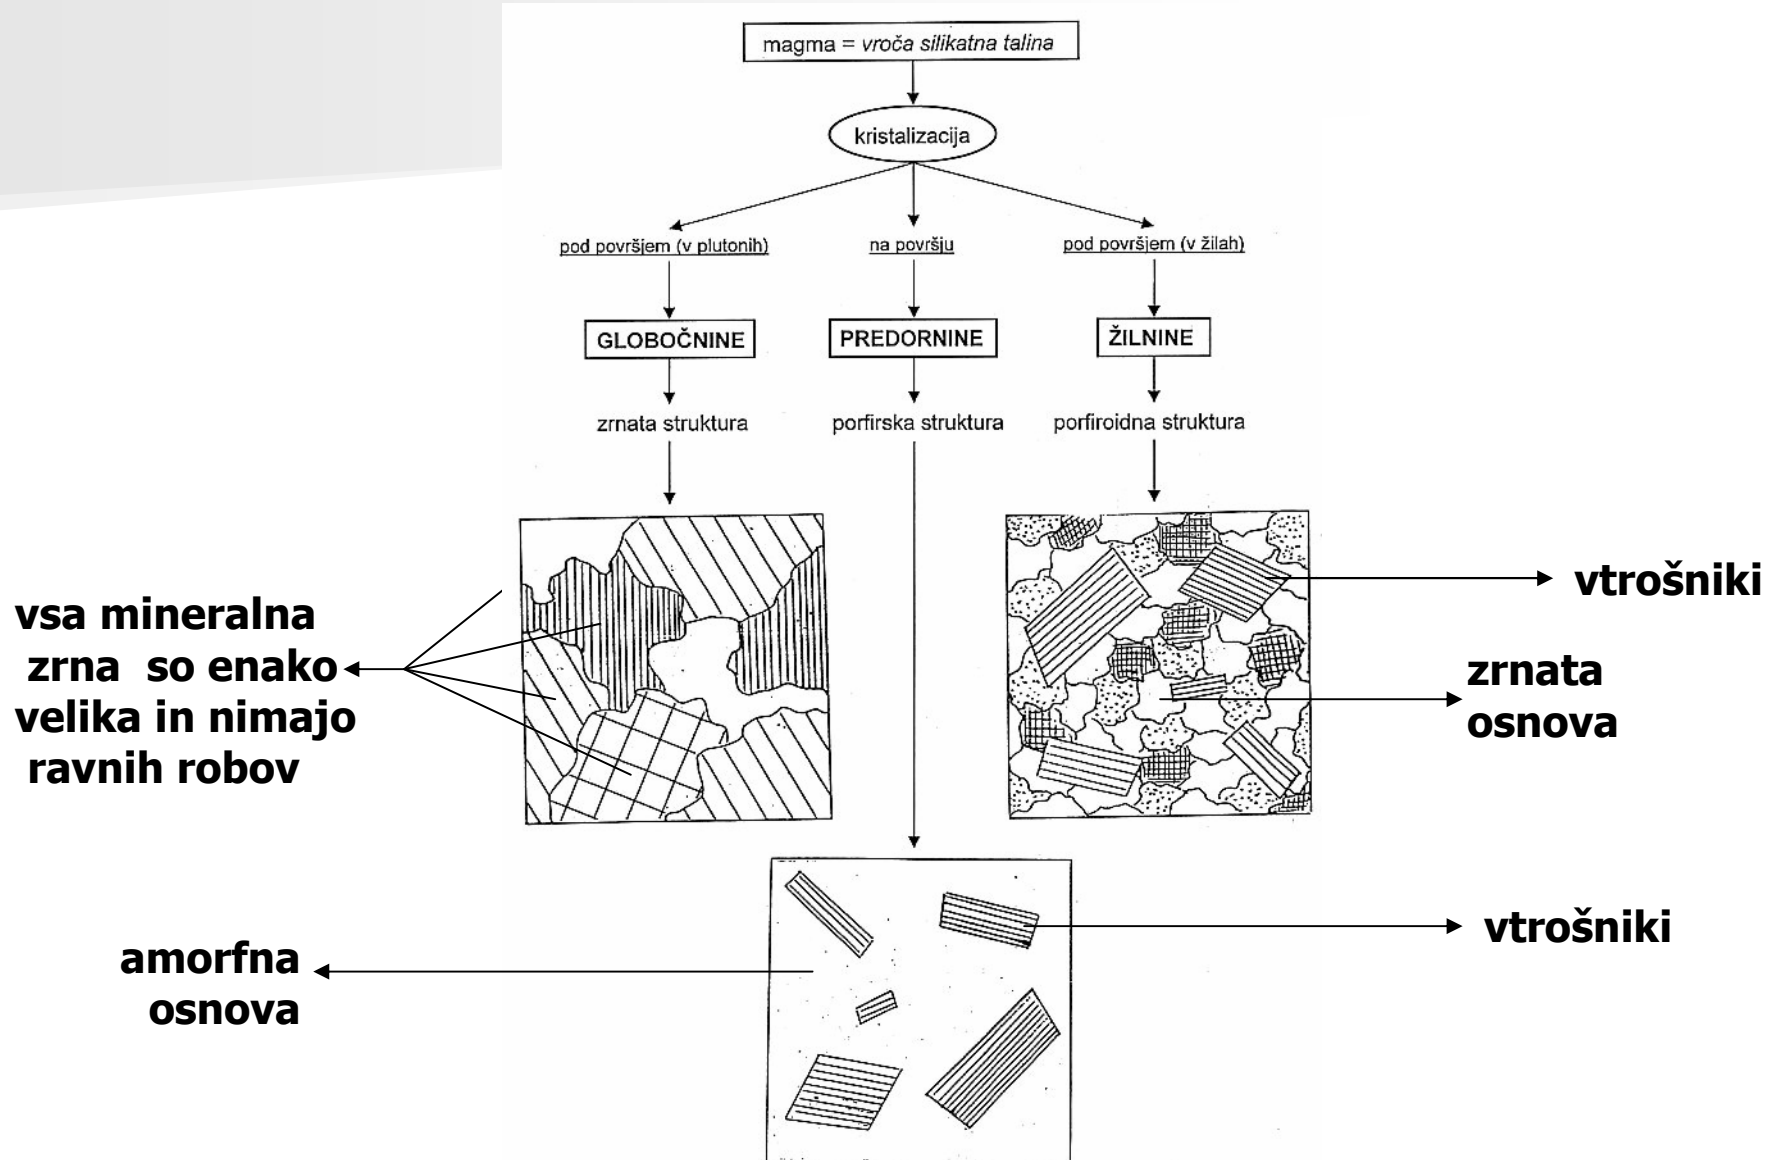 magma = vroča silikatna talina
kristalizacija
pod površjem (v plutonih)
na površju
pod površjem (v žilah)
GLOBOČNINE
PREDORNINE
ŽILNINE
zrnata struktura
porfirska struktura
porfiroidna struktura
vsa mineralna
zrna so enako
velika in nimajo
ravnih robov
vtrošniki
zrnata
osnova
amorfna
osnova
vtrošniki